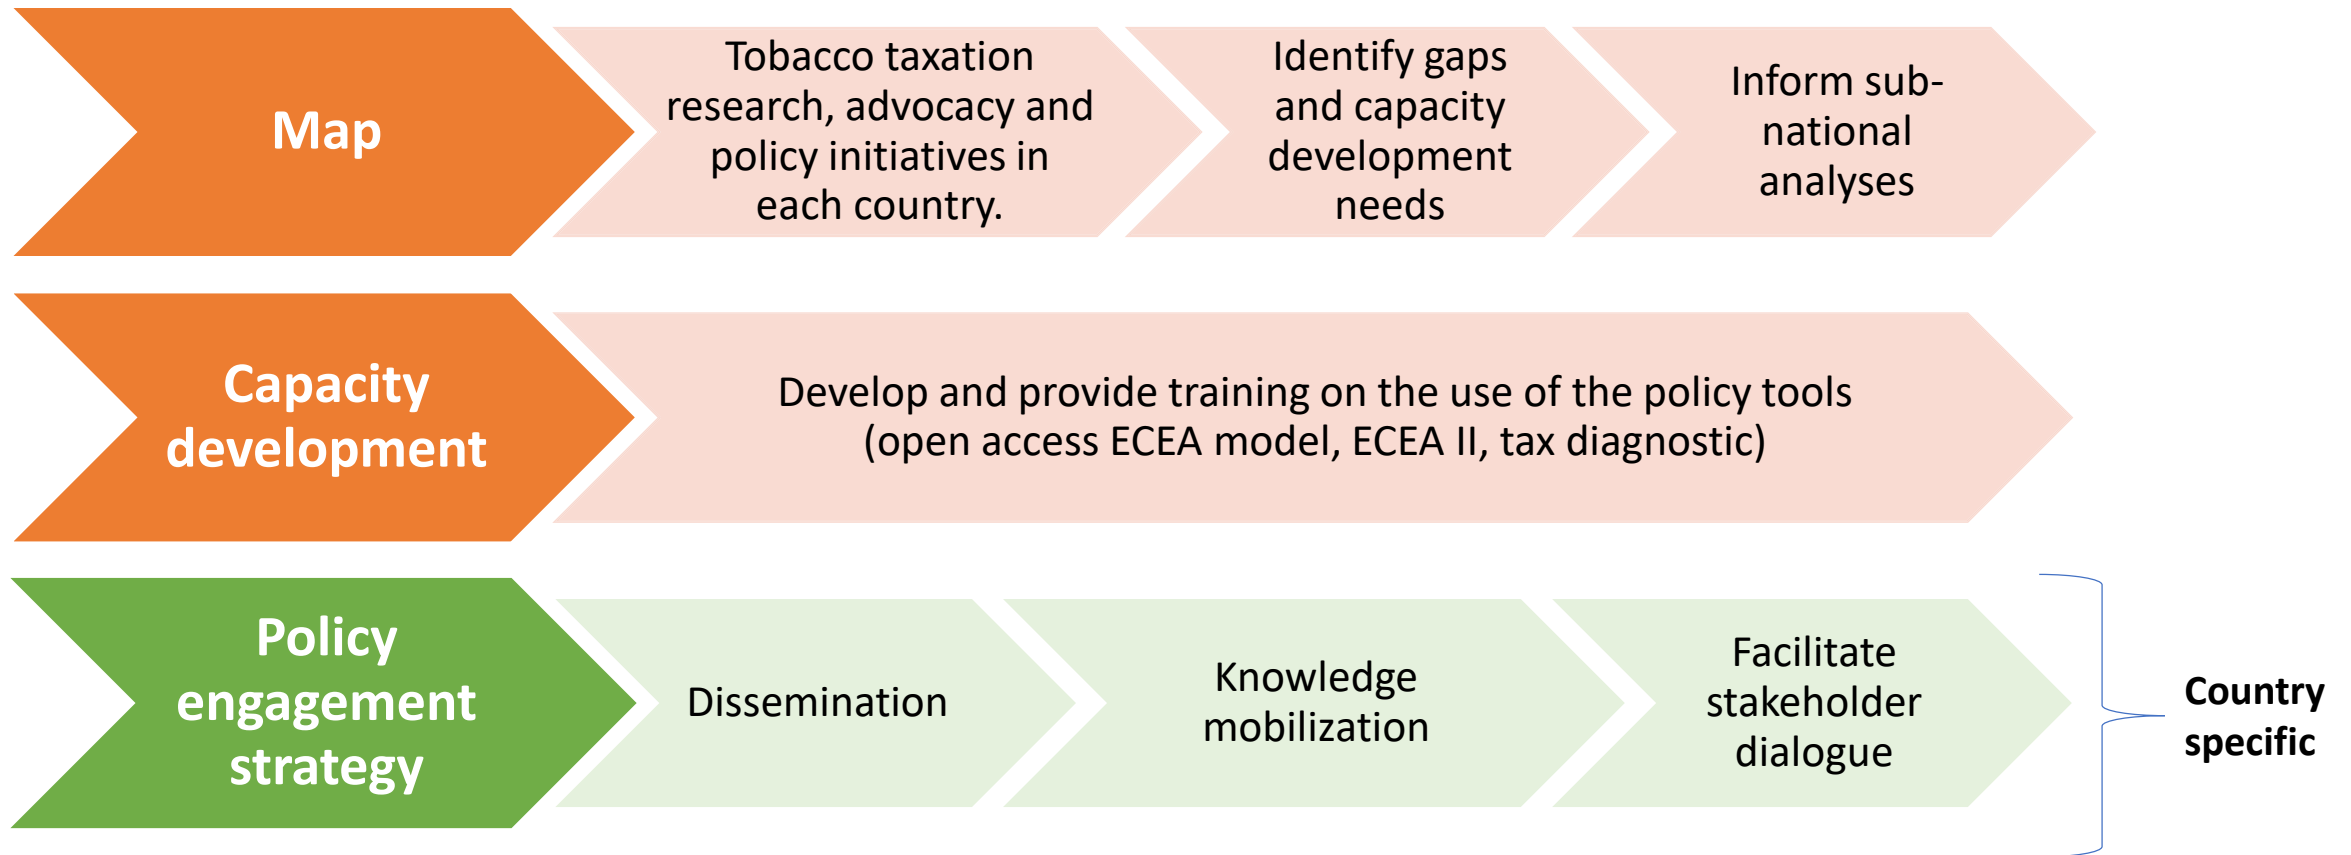 Map
Tobacco taxation
research, advocacy and
policy initiatives in
each country.
Identify gaps
and capacity
development
needs
Inform sub-
national
analyses
Capacity
development
Develop and provide training on the use of the policy tools
(open access ECEA model, ECEA II, tax diagnostic)
Policy
engagement
strategy
Dissemination
Knowledge
mobilization
Facilitate
stakeholder
dialogue
Country
specific